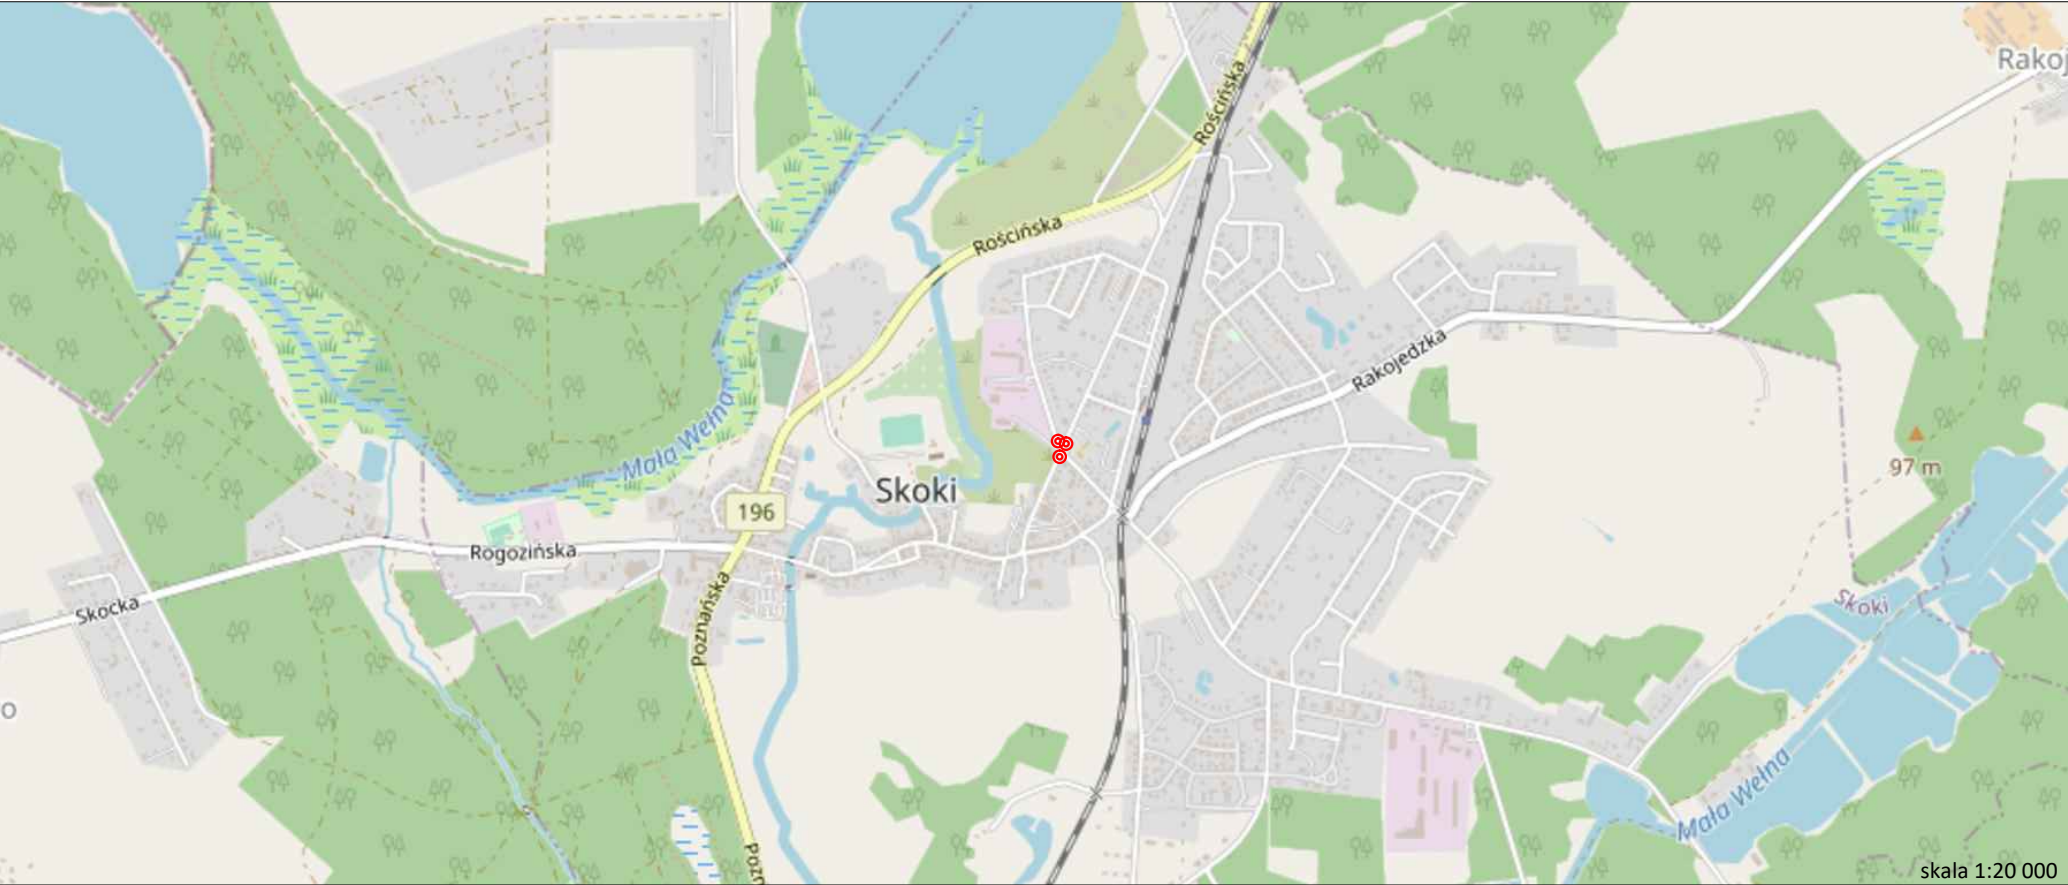 Rakoj
Rościńska
Rościńska
Rakojedzka
Mała Wełna
97 m
Skoki
196
Rogozińska
Skocka
Poznańska
Skoki
o
Mała Wełna
Pozn
skala 1:20 000